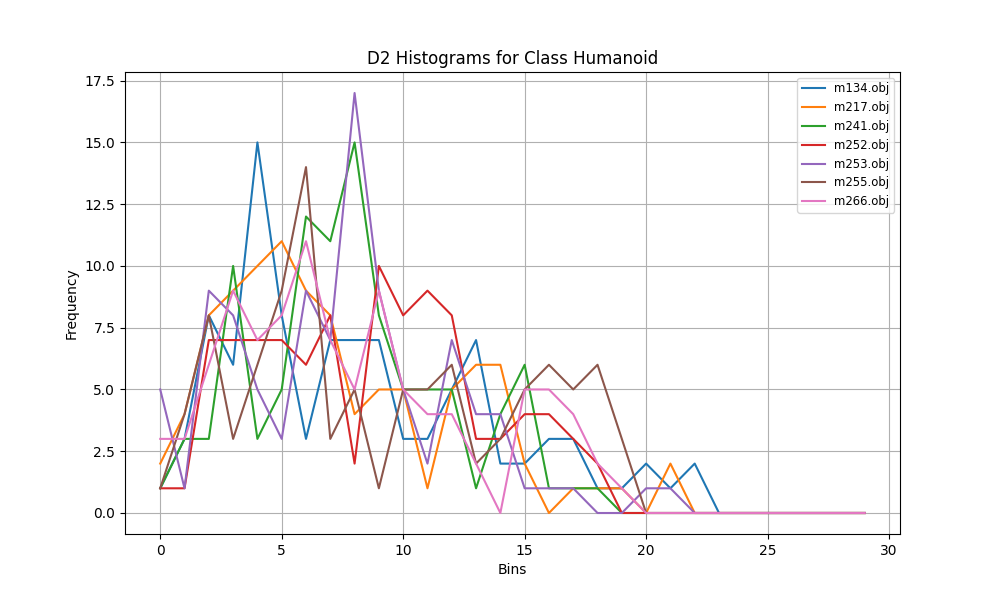 D2 Histograms for Class Humanoid
17.5
15.0
12.5
10.0
7.5
5.0
2.5
0.0
Frequency
0 5 10 15 20 25 30
Bins
m134.obj
m217.obj
m241.obj
m252.obj
m253.obj
m255.obj
m266.obj